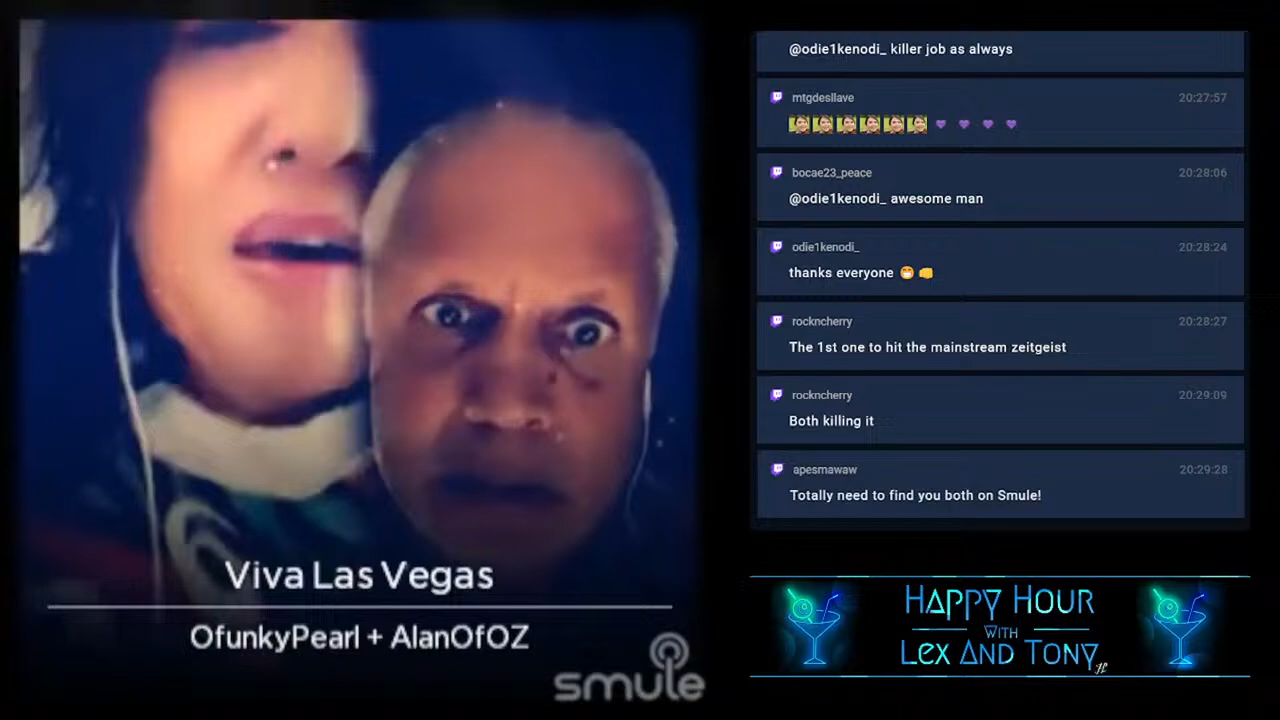 Viva Las Vegas
OfunkyPearl + AlanOfOZ
smule
@odie1kenodi_ killer job as always
mtgdesllave 20:27:57
bocae23_peace 20:28:06
@odie1kenodi_ awesome man
odie1kenodi_ 20:28:24
thanks everyone 😁 👊
rockncherry 20:28:27
The 1st one to hit the mainstream zeitgeist
rockncherry 20:29:09
Both killing it
apesmawaw 20:29:28
Totally need to find you both on Smule!
HAPPY HOUR
WITH
LEX AND TONY